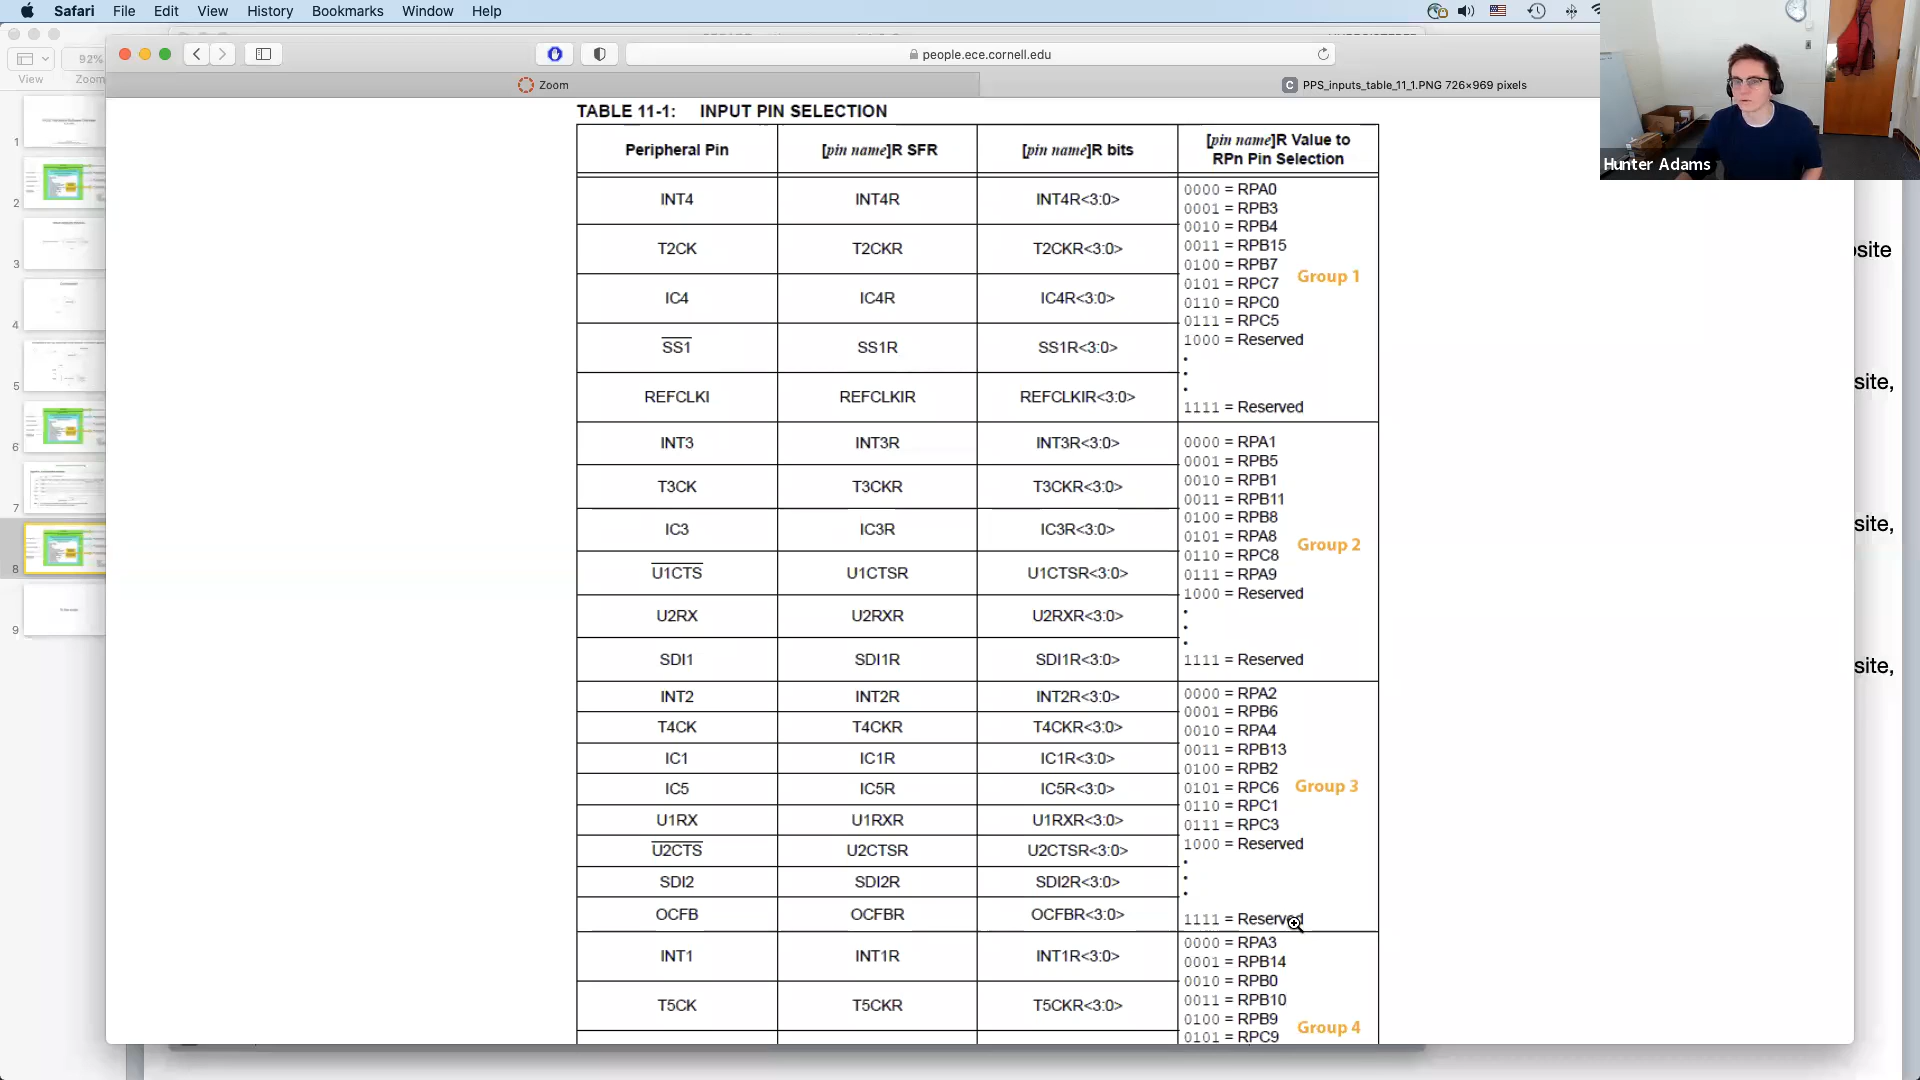 Safari File Edit View History Bookmarks Window Help
92%
View Zoom
people.ece.cornell.edu
Zoom
PPS_inputs_table_11_1.PNG 726×969 pixels
Hunter Adams
TABLE 11-1: INPUT PIN SELECTION
Peripheral Pin
[pin name]R SFR
[pin name]R bits
[pin name]R Value to
RPn Pin Selection
INT4 INT4R INT4R<3:0>
T2CK T2CKR T2CKR<3:0>
IC4 IC4R IC4R<3:0>
SS1 SS1R SS1R<3:0>
REFCLKI REFCLKIR REFCLKIR<3:0>
0000 = RPA0
0001 = RPB3
0010 = RPB4
0011 = RPB15
0100 = RPB7
0101 = RPC7
0110 = RPC0
0111 = RPC5
1000 = Reserved
•
•
•
1111 = Reserved
Group 1
INT3 INT3R INT3R<3:0>
T3CK T3CKR T3CKR<3:0>
IC3 IC3R IC3R<3:0>
U1CTS U1CTSR U1CTSR<3:0>
U2RX U2RXR U2RXR<3:0>
SDI1 SDI1R SDI1R<3:0>
0000 = RPA1
0001 = RPB5
0010 = RPB1
0011 = RPB11
0100 = RPB8
0101 = RPA8
0110 = RPC8
0111 = RPA9
1000 = Reserved
•
•
•
1111 = Reserved
Group 2
INT2 INT2R INT2R<3:0>
T4CK T4CKR T4CKR<3:0>
IC1 IC1R IC1R<3:0>
IC5 IC5R IC5R<3:0>
U1RX U1RXR U1RXR<3:0>
U2CTS U2CTSR U2CTSR<3:0>
SDI2 SDI2R SDI2R<3:0>
OCFB OCFBR OCFBR<3:0>
0000 = RPA2
0001 = RPB6
0010 = RPA4
0011 = RPB13
0100 = RPB2
0101 = RPC6
0110 = RPC1
0111 = RPC3
1000 = Reserved
•
•
•
1111 = Reserved
Group 3
INT1 INT1R INT1R<3:0>
T5CK T5CKR T5CKR<3:0>
0000 = RPA3
0001 = RPB14
0010 = RPB0
0011 = RPB10
0100 = RPB9
0101 = RPC9
Group 4
1
2
3
4
5
6
7
8
9
site
site,
site,
site,